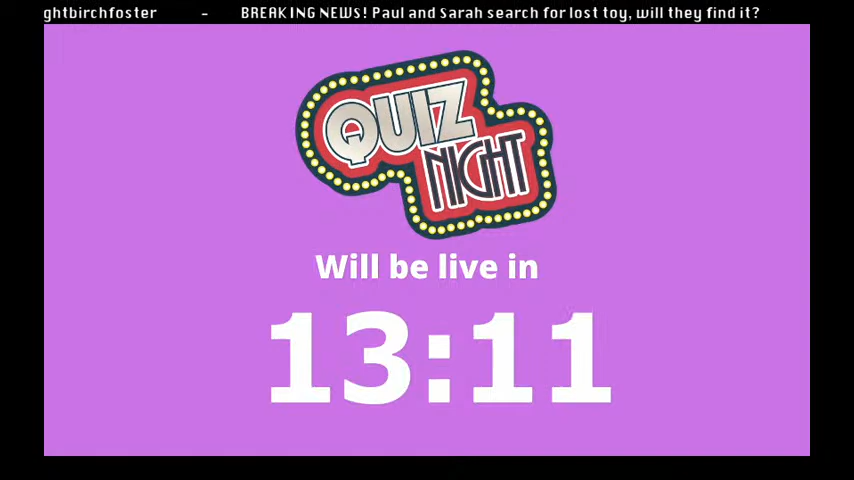 ghtbirchfoster - BREAKING NEWS! Paul and Sarah search for lost toy, will they find it?
QUIZ
NIGHT
Will be live in
13:11